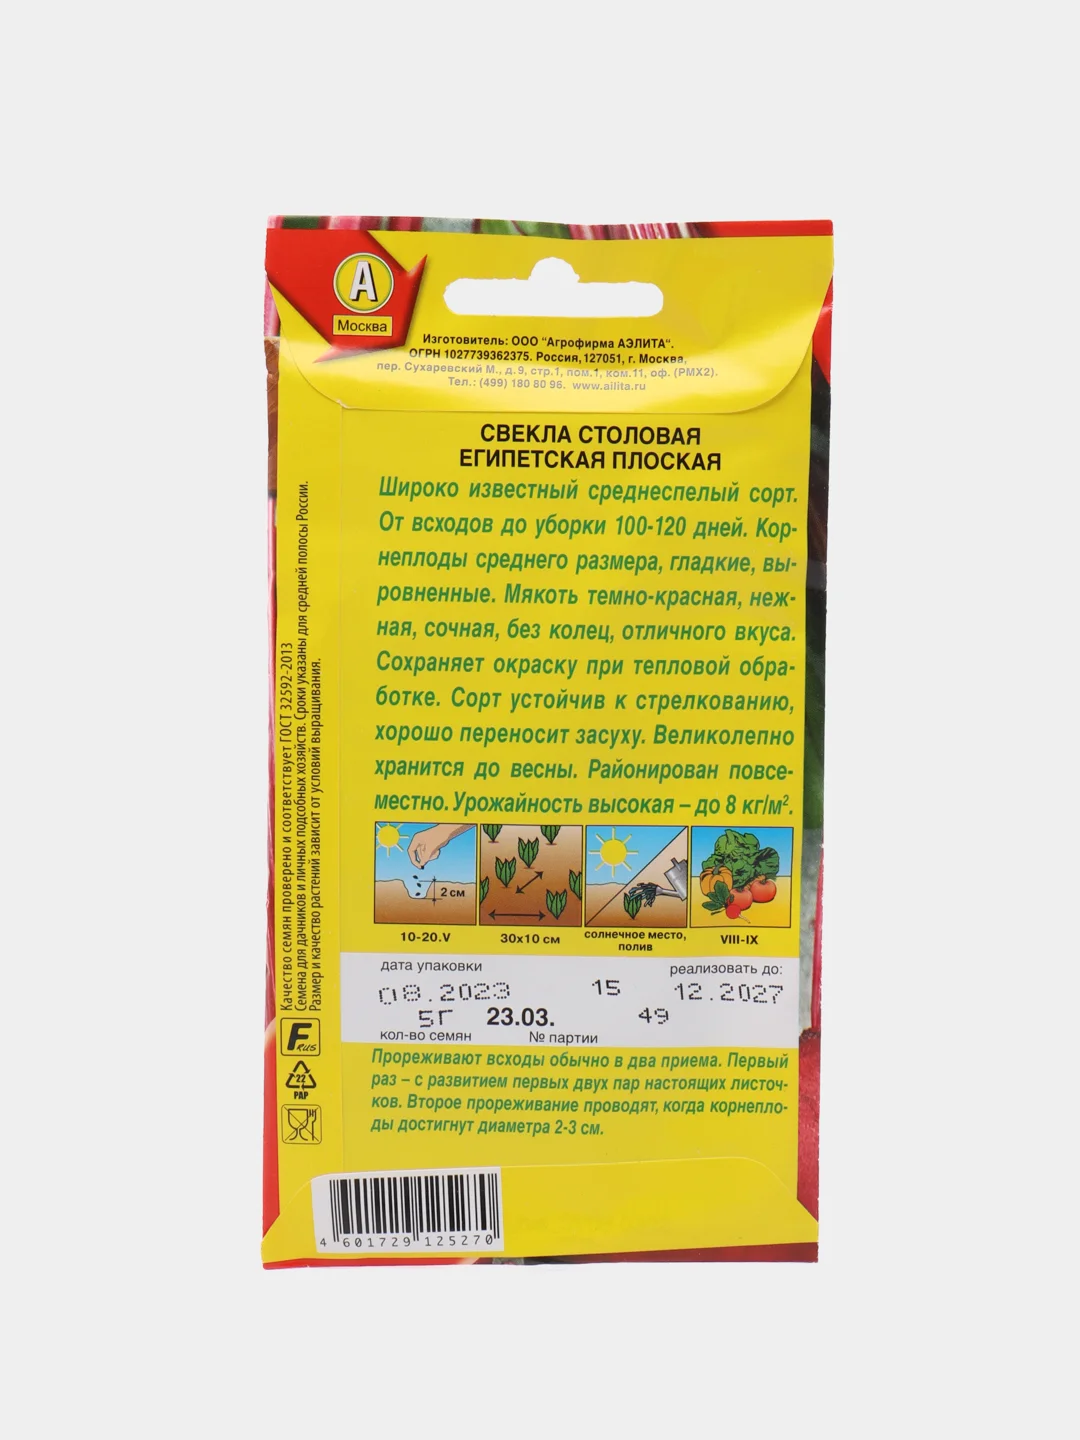 А
Москва
Изготовитель: ООО "Агрофирма АЭЛИТА".
ОГРН 1027739362375. Россия, 127051, г. Москва,
пер. Сухаревский М., д.9, стр.1, пом.1, ком.11, оф. (РМХ2).
Тел.: (499) 180 80 96. www.ailita.ru
СВЕКЛА СТОЛОВАЯ
ЕГИПЕТСКАЯ ПЛОСКАЯ
Широко известный среднеспелый сорт.
От всходов до уборки 100-120 дней. Кор-
неплоды среднего размера, гладкие, вы-
ровненные. Мякоть темно-красная, неж-
ная, сочная, без колец, отличного вкуса.
Сохраняет окраску при тепловой обра-
ботке. Сорт устойчив к стрелкованию,
хорошо переносит засуху. Великолепно
хранится до весны. Районирован повсе-
местно. Урожайность высокая – до 8 кг/м².
2 см
10-20.V
30х10 см
солнечное место,
полив
VIII-IX
дата упаковки
реализовать до:
08.2023
15
12.2027
5Г
23.03.
49
кол-во семян
№ партии
Прореживают всходы обычно в два приема. Первый
раз – с развитием первых двух пар настоящих листоч-
ков. Второе прореживание проводят, когда корнепло-
ды достигнут диаметра 2-3 см.
Качество семян проверено и соответствует ГОСТ 32592-2013
Семена для дачников и личных подсобных хозяйств. Сроки указаны для средней полосы России.
Размер и качество растений зависит от условий выращивания.
F RUS
22
PAP
4 601729 125270